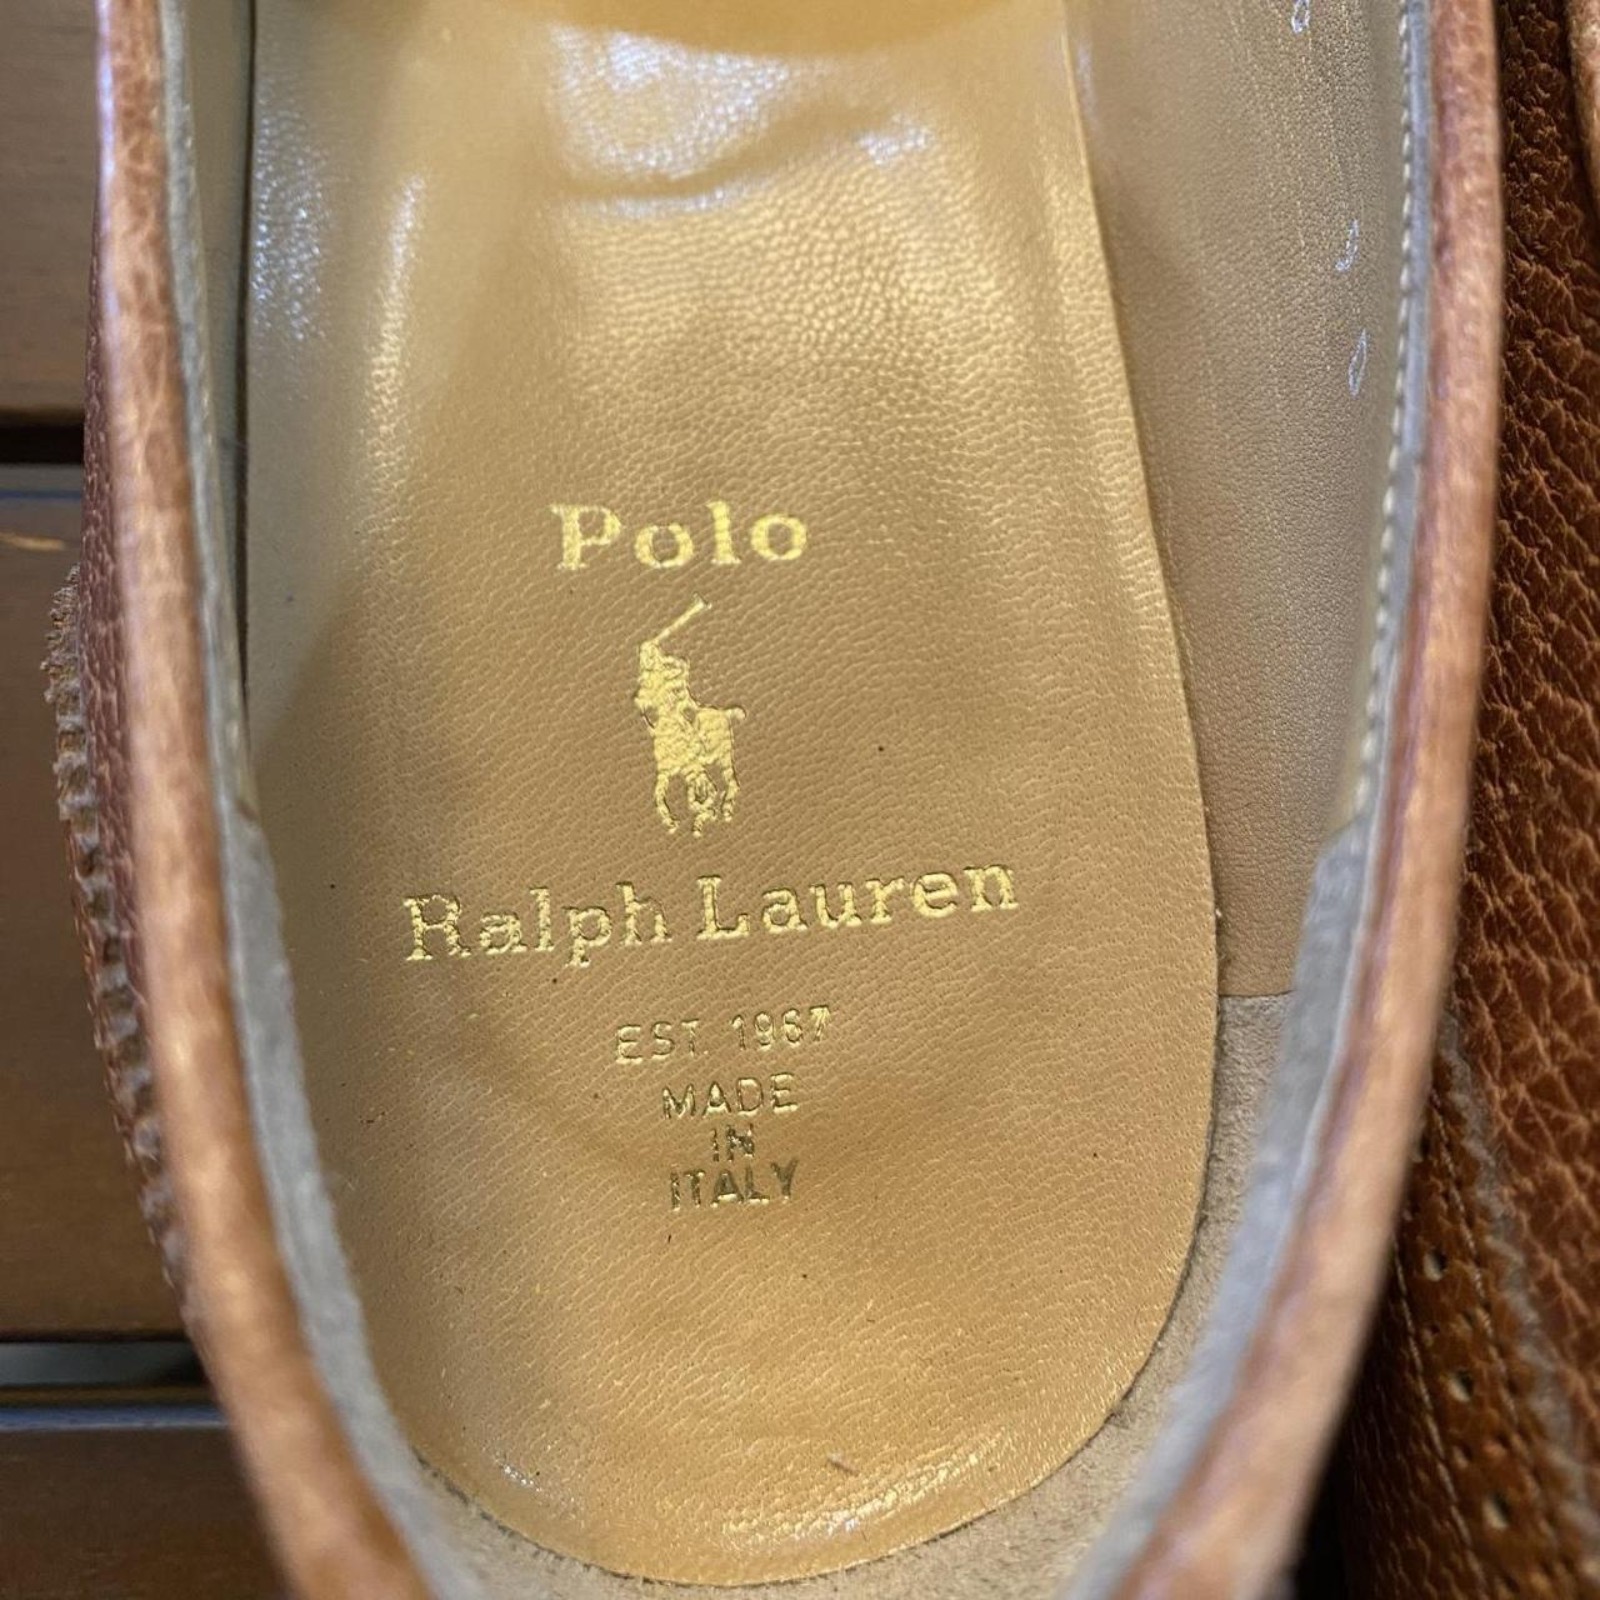 Polo
Ralph Lauren
EST. 1967
MADE
IN
ITALY